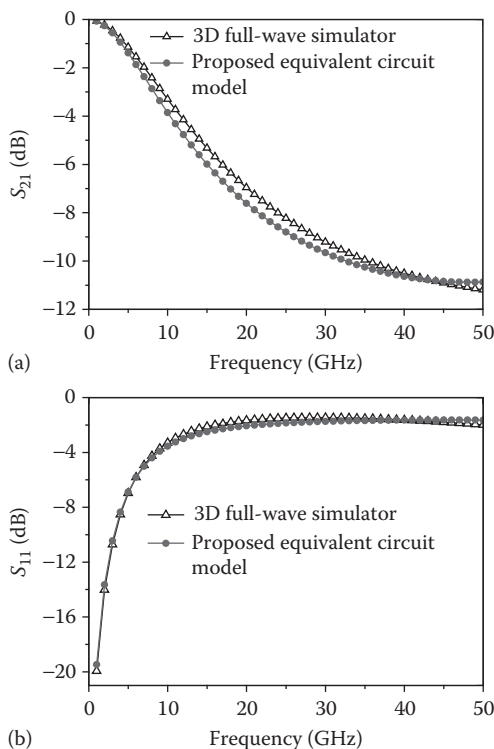 0
−2
−4
−6
−8
−10
−12
S21 (dB)
3D full-wave simulator
Proposed equivalent circuit
model
0 10 20 30 40 50
(a) Frequency (GHz)
0
−4
−8
−12
−16
−20
S11 (dB)
3D full-wave simulator
Proposed equivalent circuit
model
0 10 20 30 40 50
(b) Frequency (GHz)